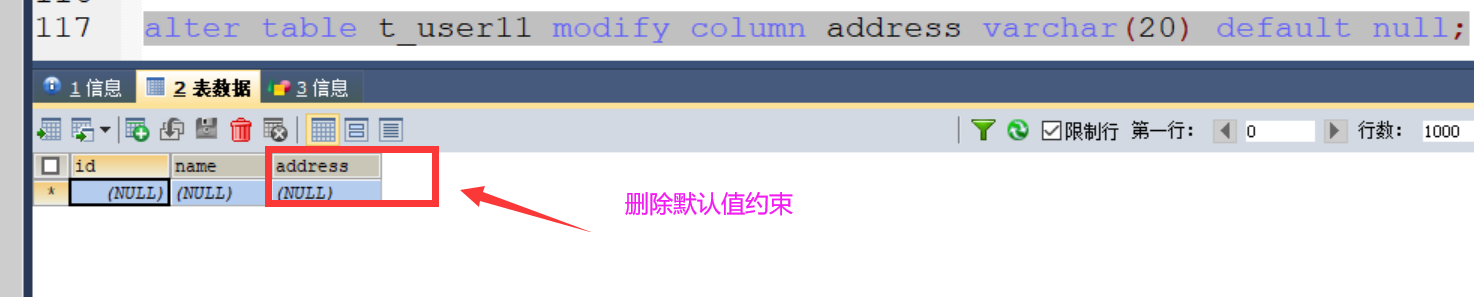 117 alter table t_user11 modify column address varchar(20) default null;
1 信息 2 表数据 3 信息
限制行 第一行: 0 行数: 1000
id name address
* (NULL) (NULL) (NULL)
删除默认值约束